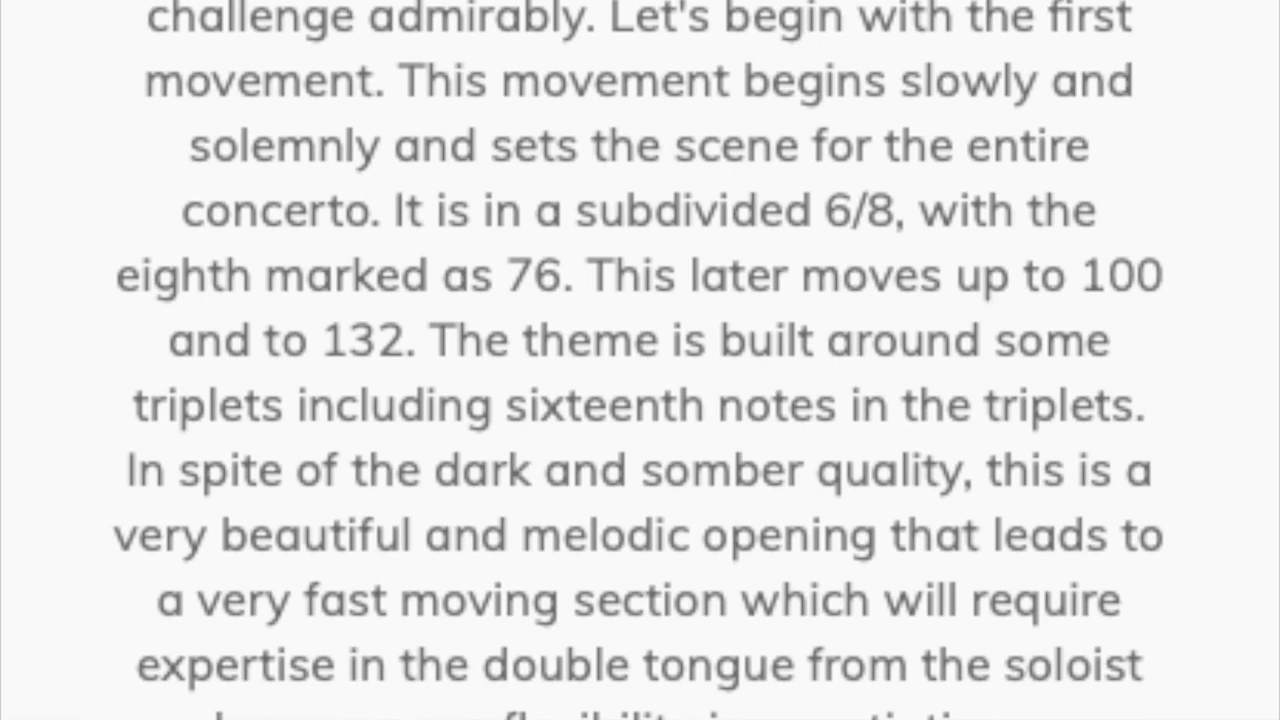 challenge admirably. Let's begin with the first
movement. This movement begins slowly and
solemnly and sets the scene for the entire
concerto. It is in a subdivided 6/8, with the
eighth marked as 76. This later moves up to 100
and to 132. The theme is built around some
triplets including sixteenth notes in the triplets.
In spite of the dark and somber quality, this is a
very beautiful and melodic opening that leads to
a very fast moving section which will require
expertise in the double tongue from the soloist